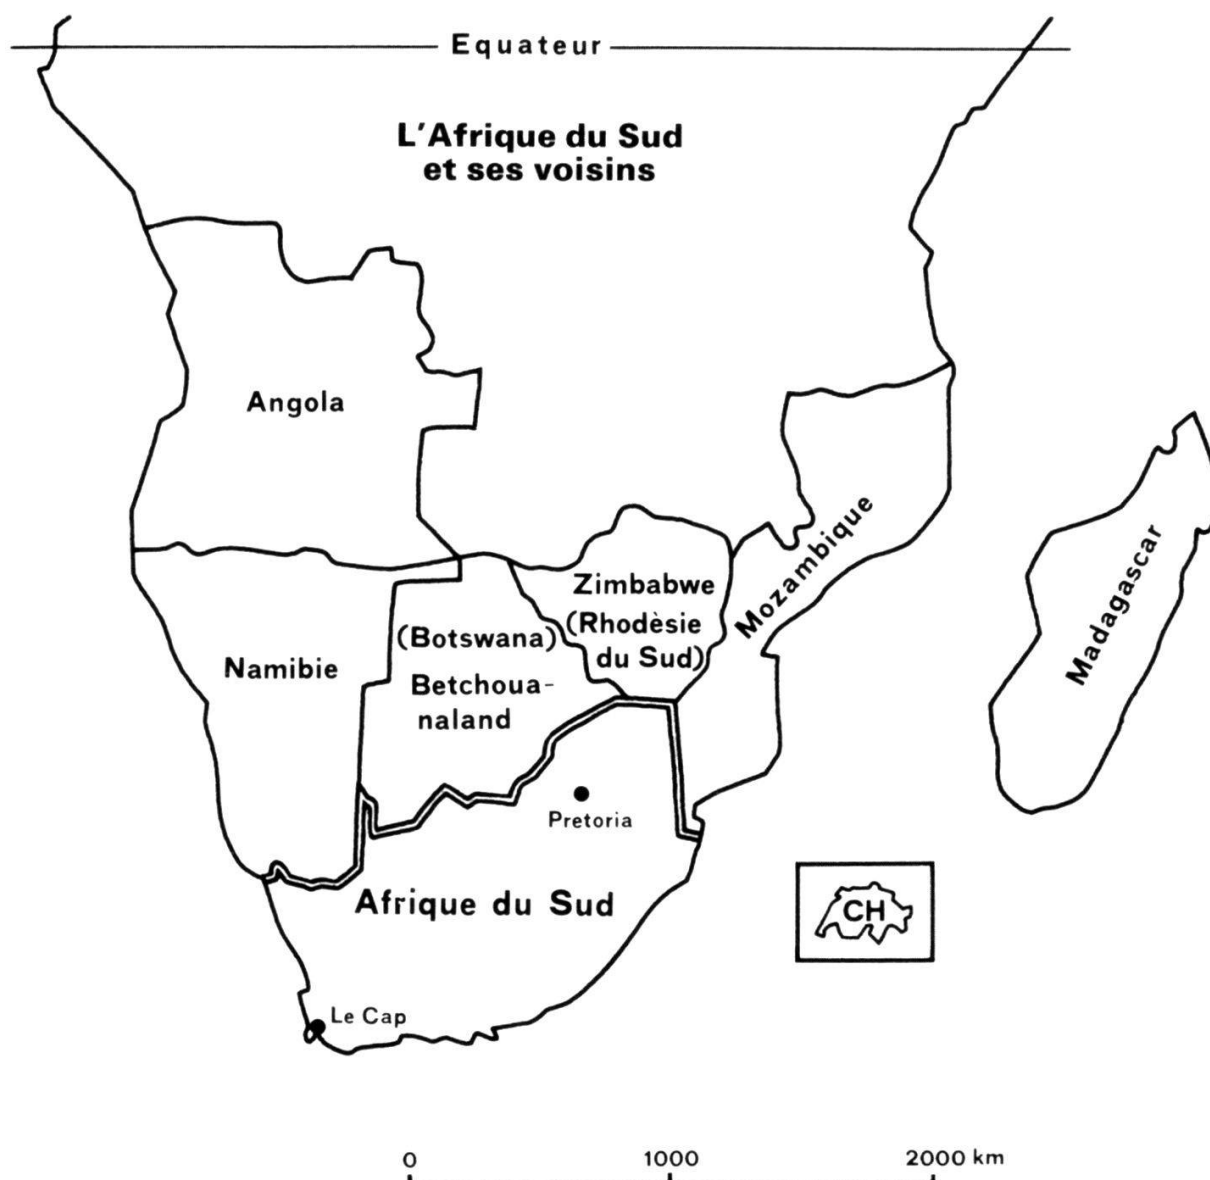 Equateur
L'Afrique du Sud
et ses voisins
Angola
Mozambique
Madagascar
Zimbabwe
(Rhodèsie
du Sud)
(Botswana)
Betchoua-
naland
Namibie
Pretoria
Afrique du Sud
CH
Le Cap
0 1000 2000 km